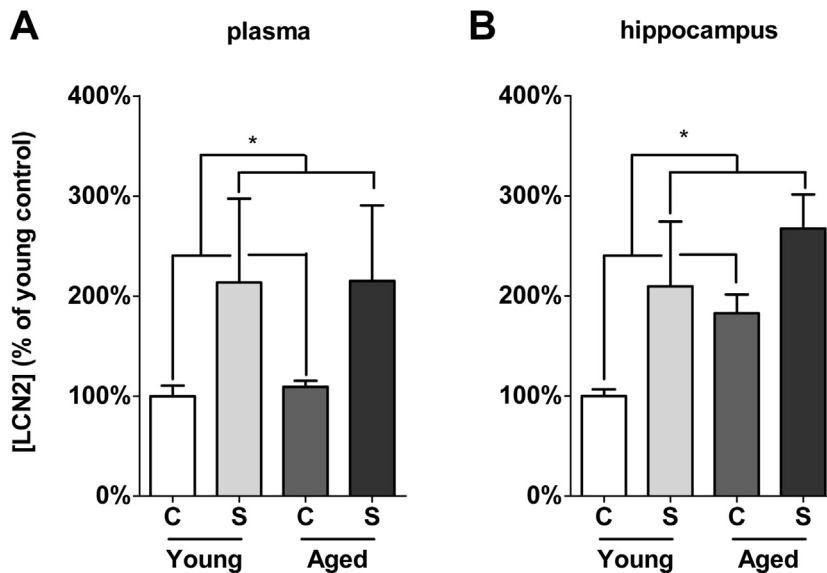 A
plasma
[LCN2] (% of young control)
400%
300%
200%
100%
0%
*
C S C S
Young Aged
B
hippocampus
400%
300%
200%
100%
0%
*
C S C S
Young Aged